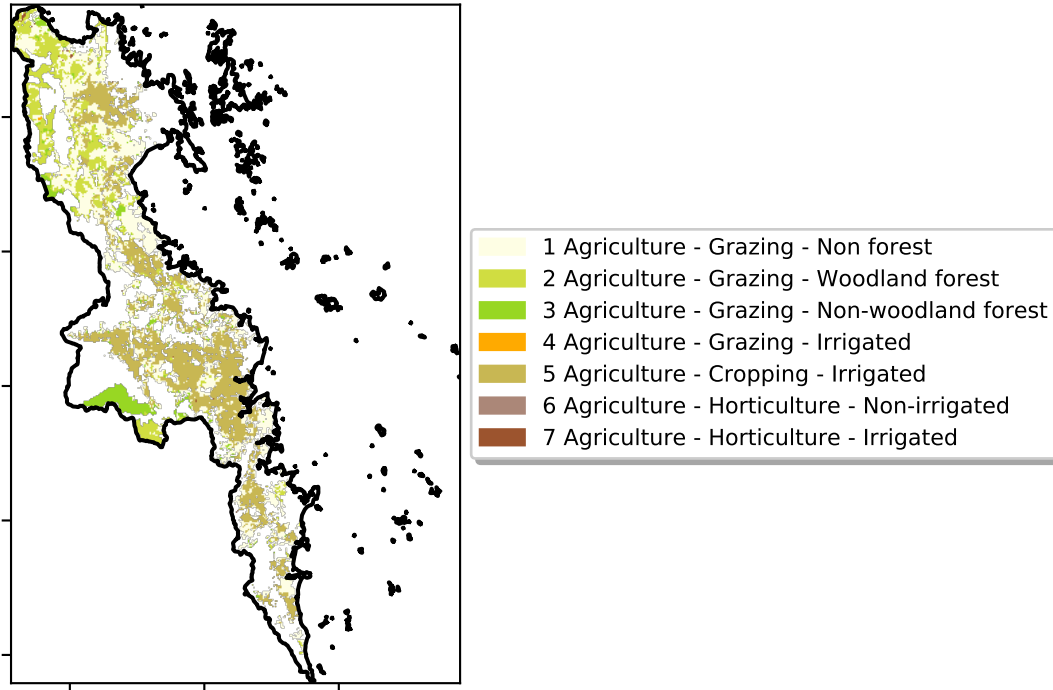 1 Agriculture - Grazing - Non forest
2 Agriculture - Grazing - Woodland forest
3 Agriculture - Grazing - Non-woodland forest
4 Agriculture - Grazing - Irrigated
5 Agriculture - Cropping - Irrigated
6 Agriculture - Horticulture - Non-irrigated
7 Agriculture - Horticulture - Irrigated